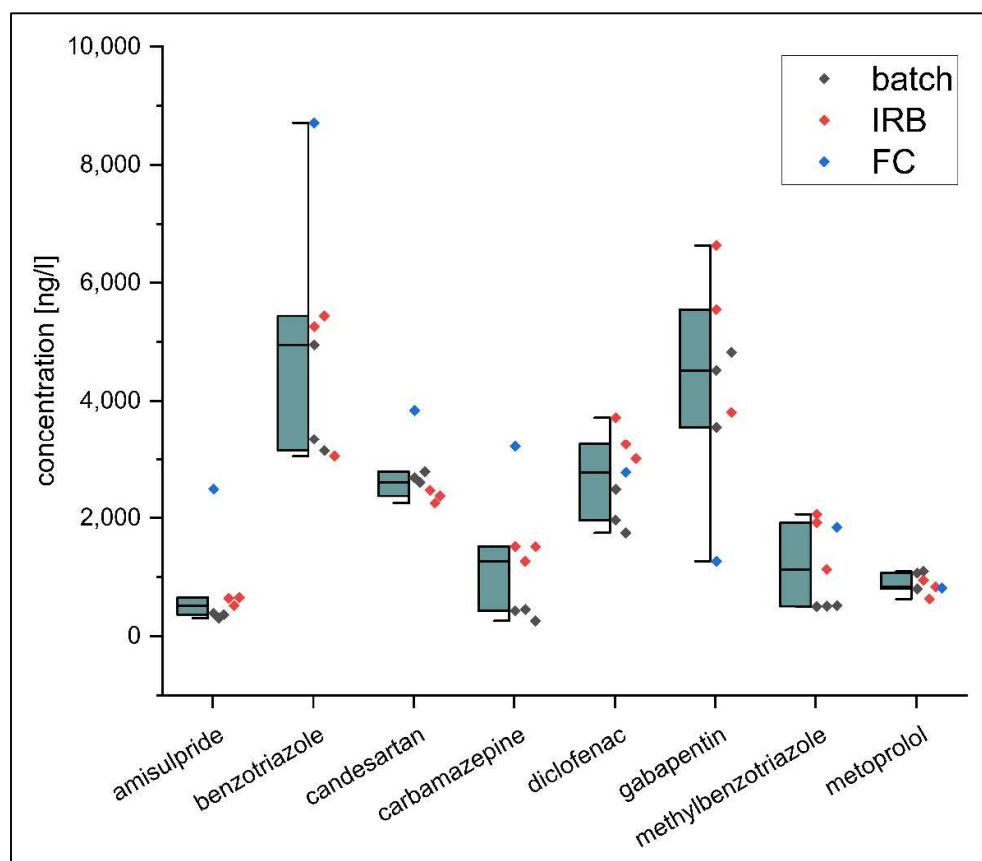 10,000
8,000
6,000
4,000
2,000
0
concentration [ng/l]
batch
IRB
FC
amisulpride
benzotriazole
candesartan
carbamazepine
diclofenac
gabapentin
methylbenzotriazole
metoprolol